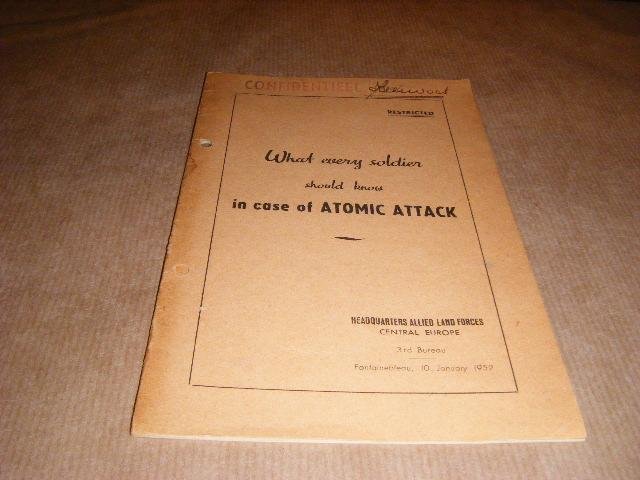 CONFIDENTIEEL
RESTRICTED
What every soldier
should know
in case of ATOMIC ATTACK
HEADQUARTERS ALLIED LAND FORCES
CENTRAL EUROPE
3rd Bureau
Fontainebleau, 10 January 1952